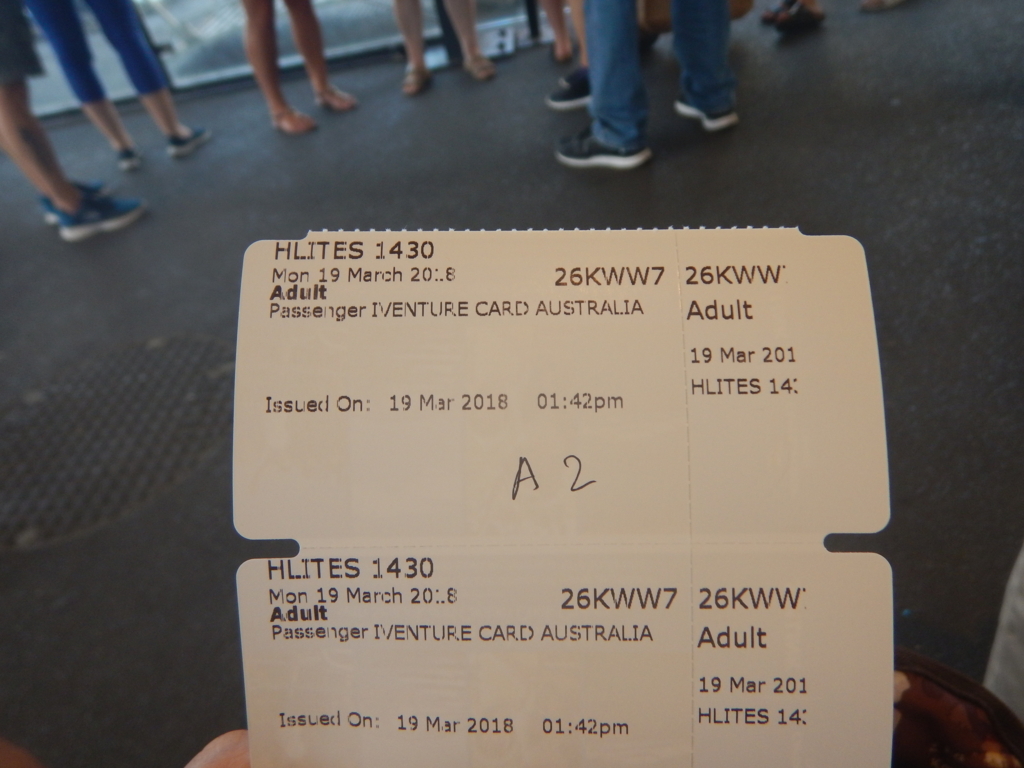 HLITES 1430
Mon 19 March 2018 26KWW7
Adult
Passenger IVENTURE CARD AUSTRALIA
Issued On: 19 Mar 2018 01:42pm
A 2
26KWW
Adult
19 Mar 201
HLITES 14
HLITES 1430
Mon 19 March 2018 26KWW7
Adult
Passenger IVENTURE CARD AUSTRALIA
Issued On: 19 Mar 2018 01:42pm
26KWW
Adult
19 Mar 201
HLITES 14